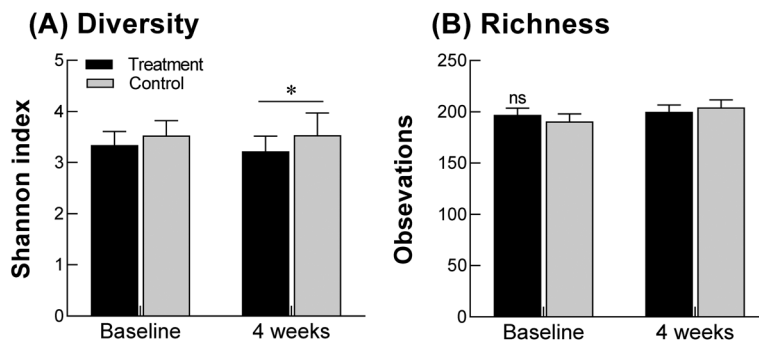 (A) Diversity
Shannon index
5
4
3
2
1
0
Treatment
Control
*
Baseline
4 weeks
(B) Richness
Obsevations
250
200
150
100
50
0
ns
Baseline
4 weeks